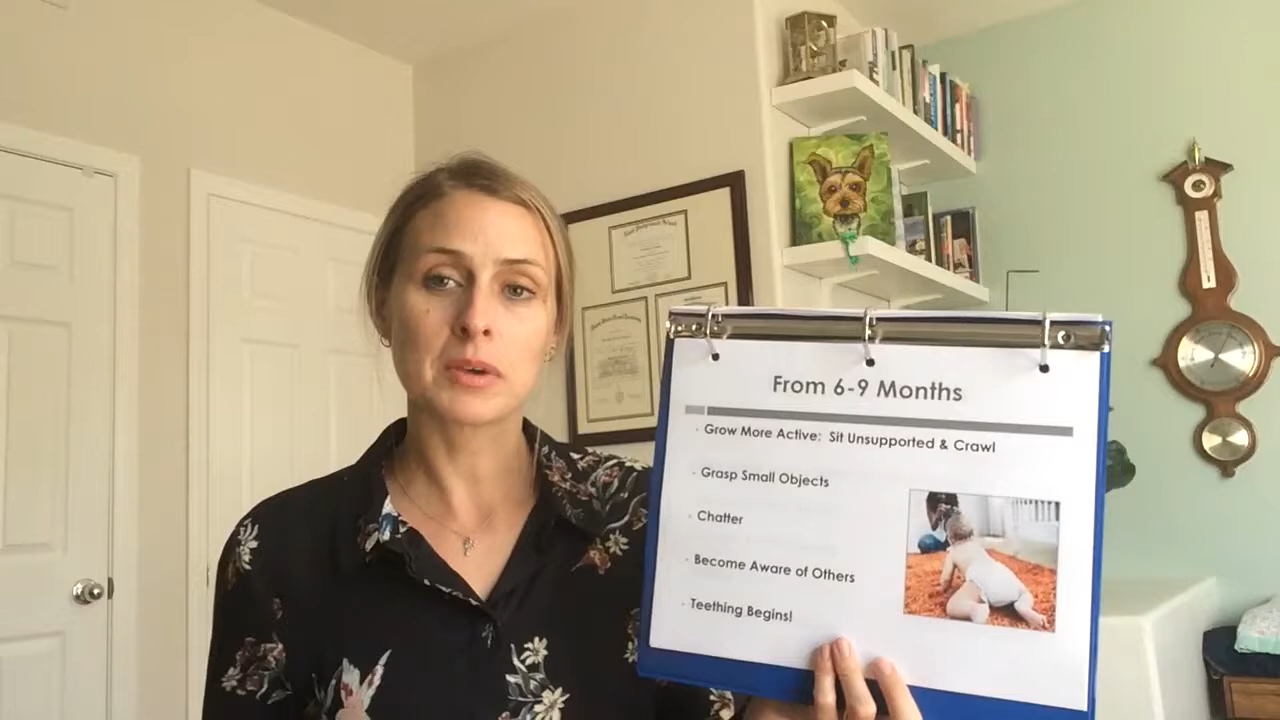 From 6-9 Months
Grow More Active: Sit Unsupported & Crawl
Grasp Small Objects
Chatter
Become Aware of Others
Teething Begins!